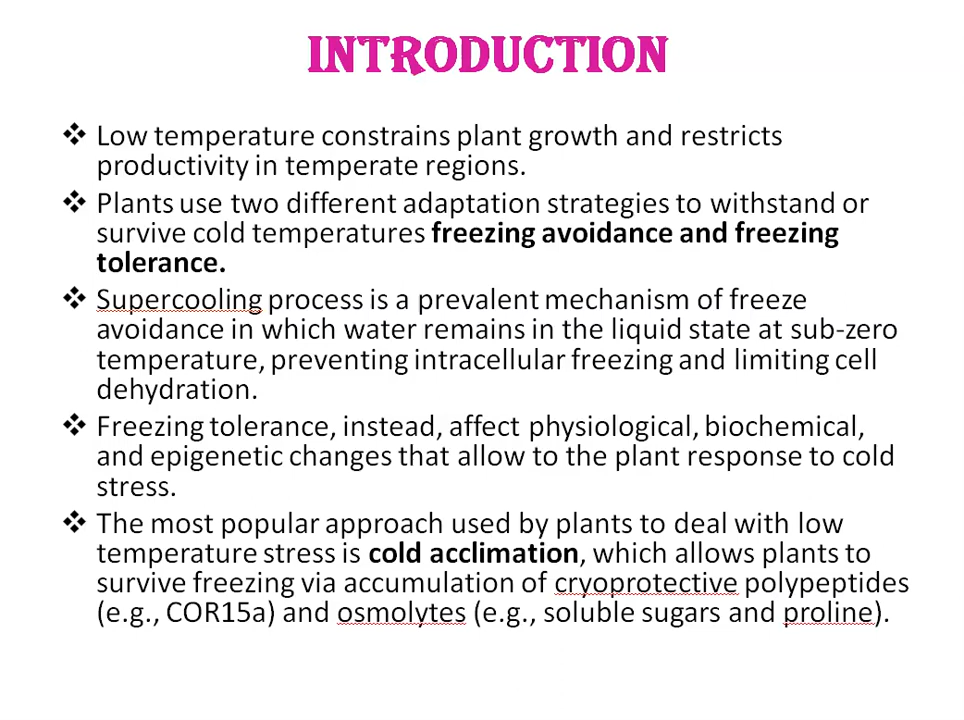 INTRODUCTION
❖ Low temperature constrains plant growth and restricts
productivity in temperate regions.
❖ Plants use two different adaptation strategies to withstand or
survive cold temperatures freezing avoidance and freezing
tolerance.
❖ Supercooling process is a prevalent mechanism of freeze
avoidance in which water remains in the liquid state at sub-zero
temperature, preventing intracellular freezing and limiting cell
dehydration.
❖ Freezing tolerance, instead, affect physiological, biochemical,
and epigenetic changes that allow to the plant response to cold
stress.
❖ The most popular approach used by plants to deal with low
temperature stress is cold acclimation, which allows plants to
survive freezing via accumulation of cryoprotective polypeptides
(e.g., COR15a) and osmolytes (e.g., soluble sugars and proline).